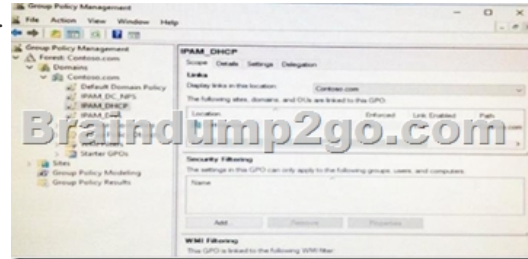 Group Policy Management
File Action View Window Help
Group Policy Management
Forest: Contoso.com
Domains
Contoso.com
Default Domain Policy
IPAM_DC_NPS
IPAM_DHCP
Starter GPOs
Sites
Group Policy Modeling
Group Policy Results
IPAM_DHCP
Scope Details Settings Delegation
Links
Display links in this location: Contoso.com
The following sites, domains, and OUs are linked to this GPO:
Location Enforced Link Enabled Path
Braindump2go.com
Security Filtering
The settings in this GPO can only apply to the following groups, users, and computers:
Name
Add... Remove Properties
WMI Filtering
This GPO is linked to the following WMI filter: